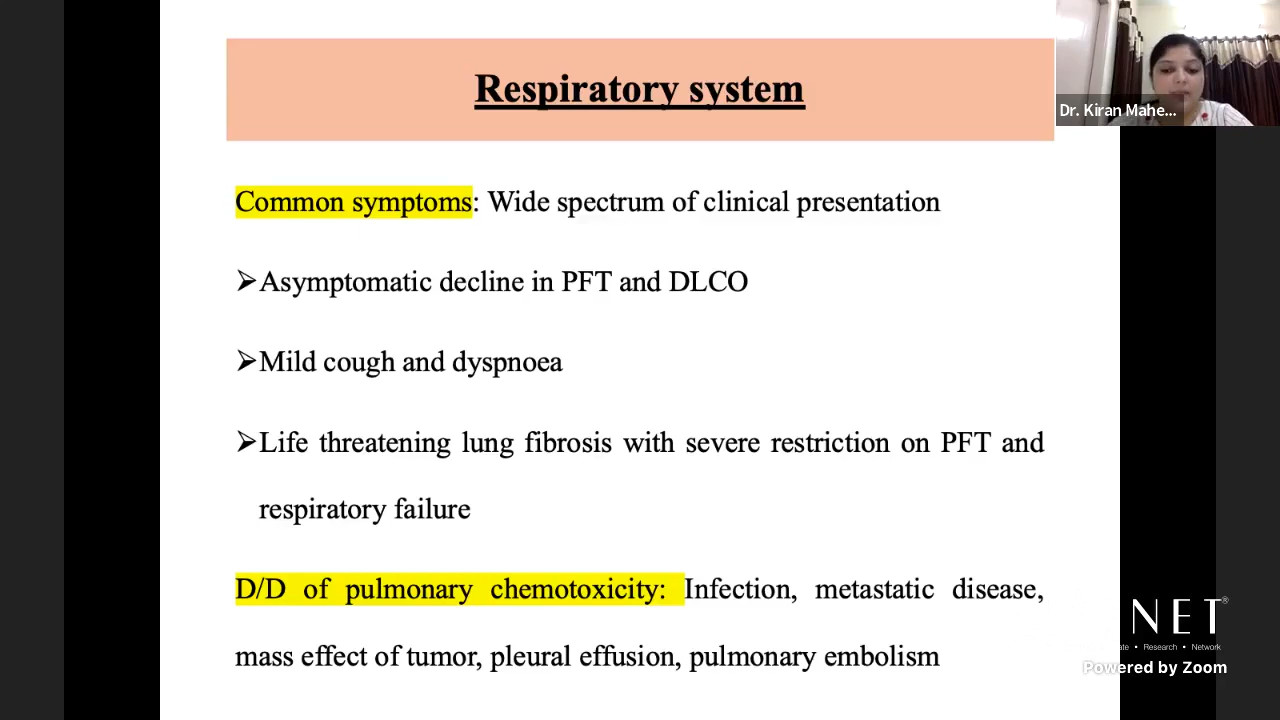 Respiratory system
Dr. Kiran Mahe...
Common symptoms: Wide spectrum of clinical presentation
➢Asymptomatic decline in PFT and DLCO
➢Mild cough and dyspnoea
➢Life threatening lung fibrosis with severe restriction on PFT and
respiratory failure
D/D of pulmonary chemotoxicity: Infection, metastatic disease,
mass effect of tumor, pleural effusion, pulmonary embolism
NET®
• Research • Network
Powered by Zoom